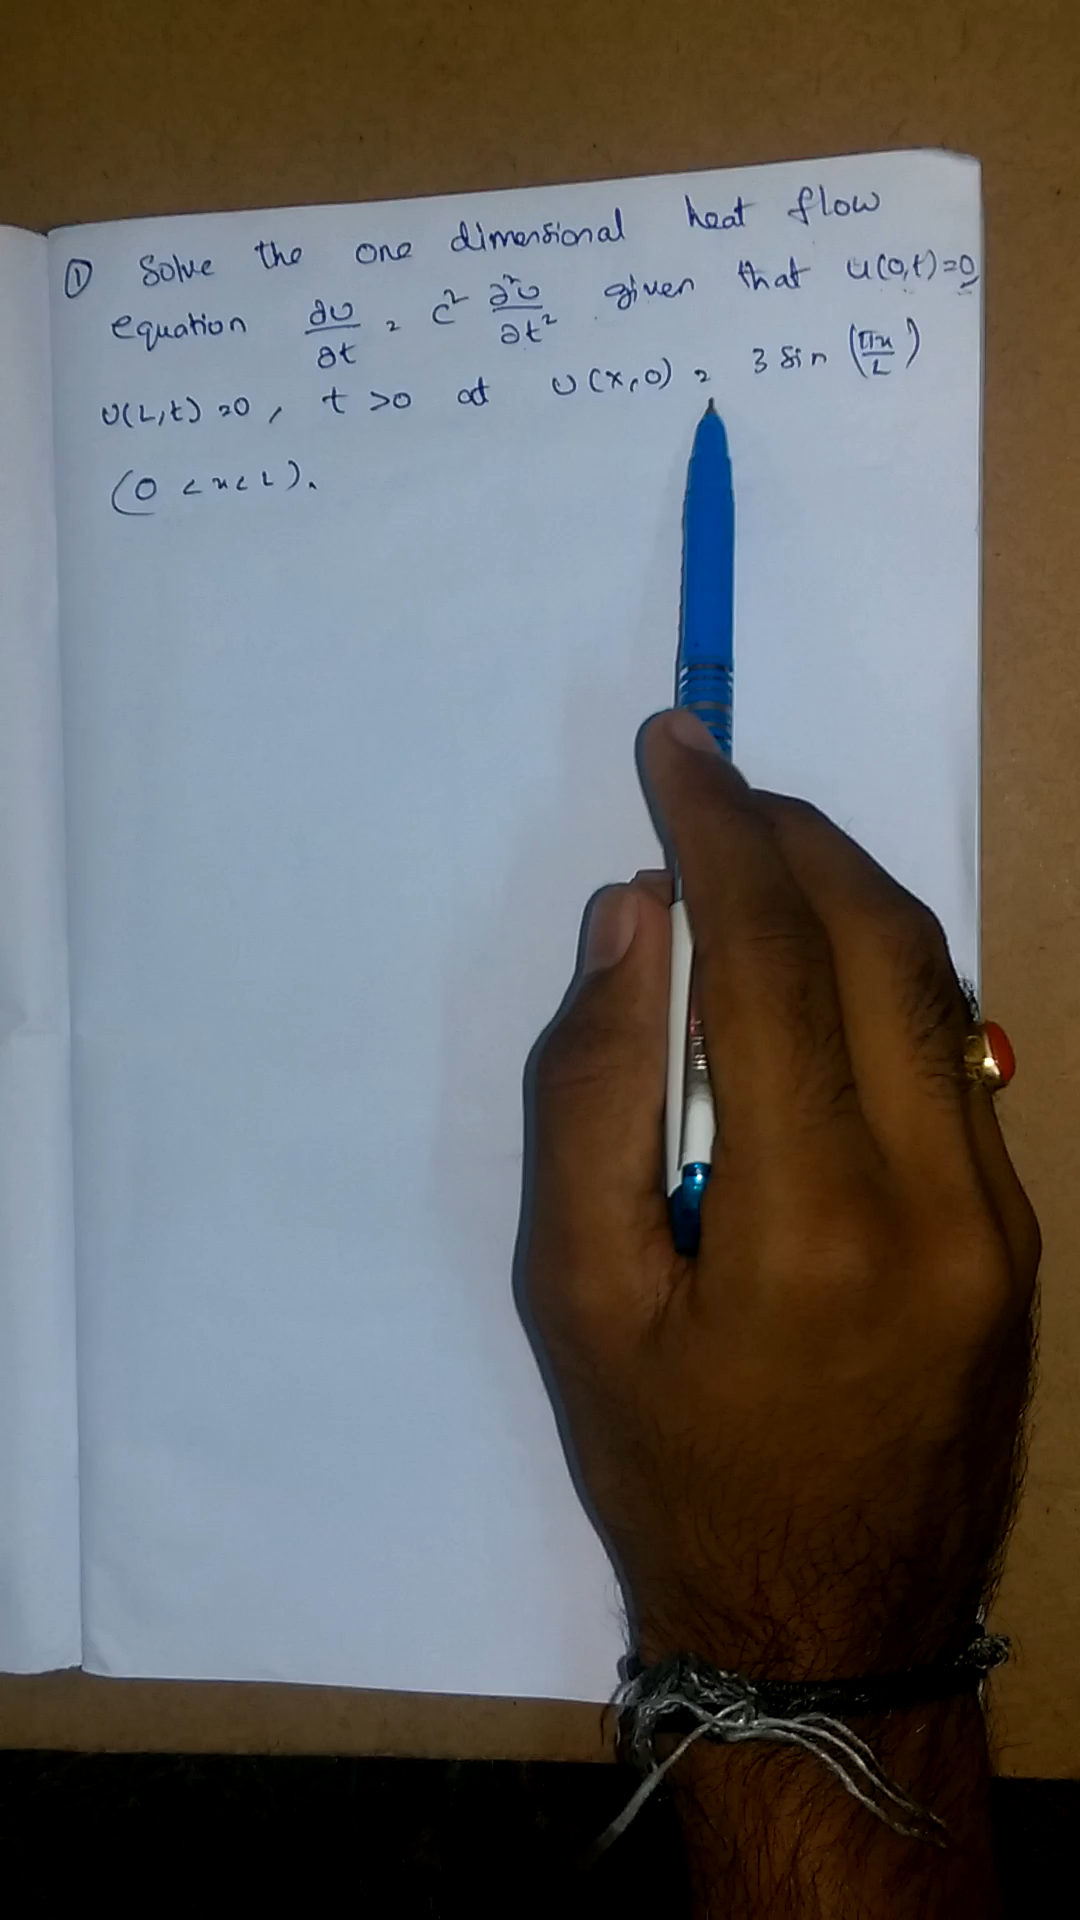 ① Solve the one dimensional heat flow
equation ∂u/∂t = c² ∂²u/∂t² given that u(0,t)=0
u(L,t)=0, t>0 at u(x,0) = 3 sin (πx/L)
(0 <x< L).